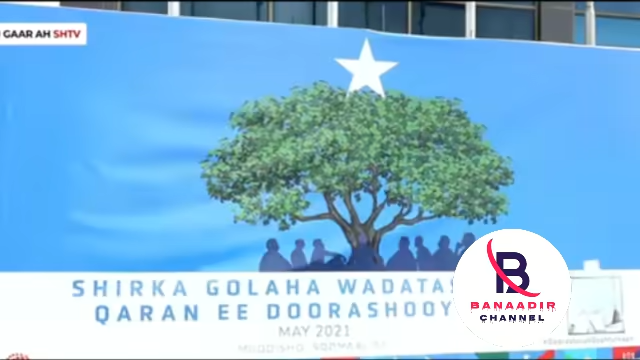 GAAR AH SHTV
SHIRKA GOLAHA WADATAS
QARAN EE DOORASHOOY
MAY 2021
B
BANAADIR
CHANNEL